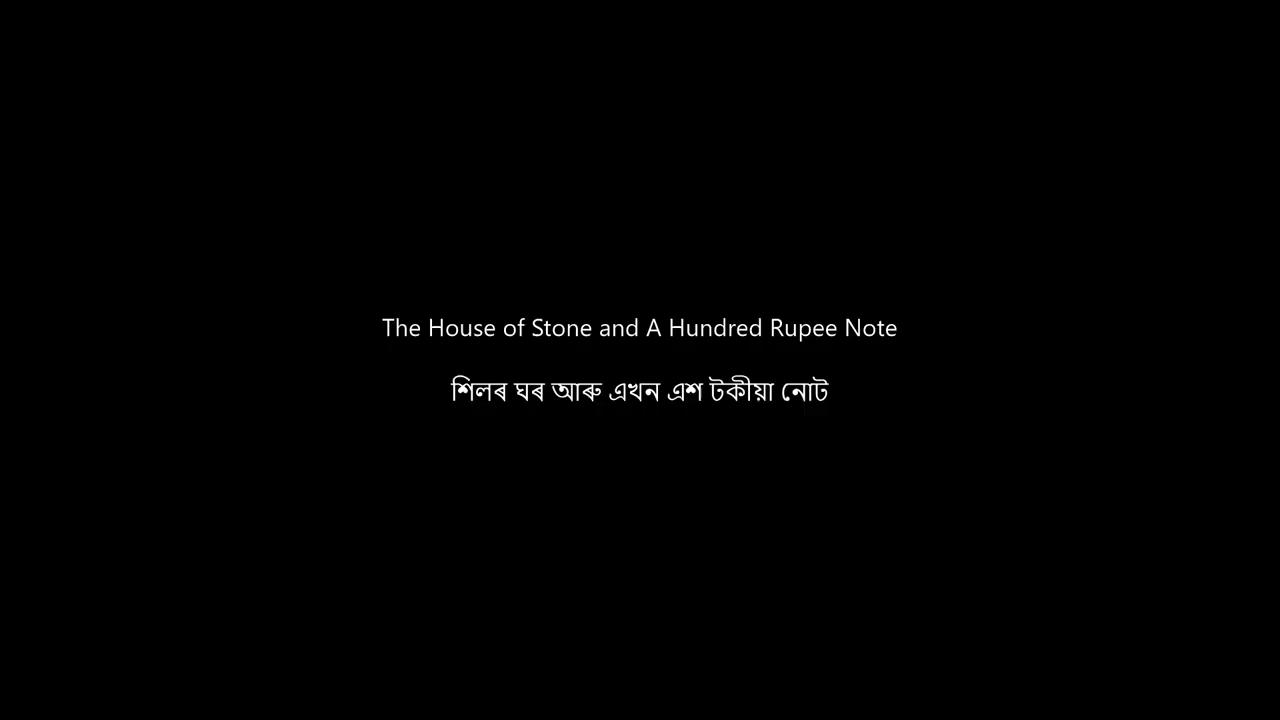 The House of Stone and A Hundred Rupee Note
শিলৰ ঘৰ আৰু এখন এশ টকীয়া নোট